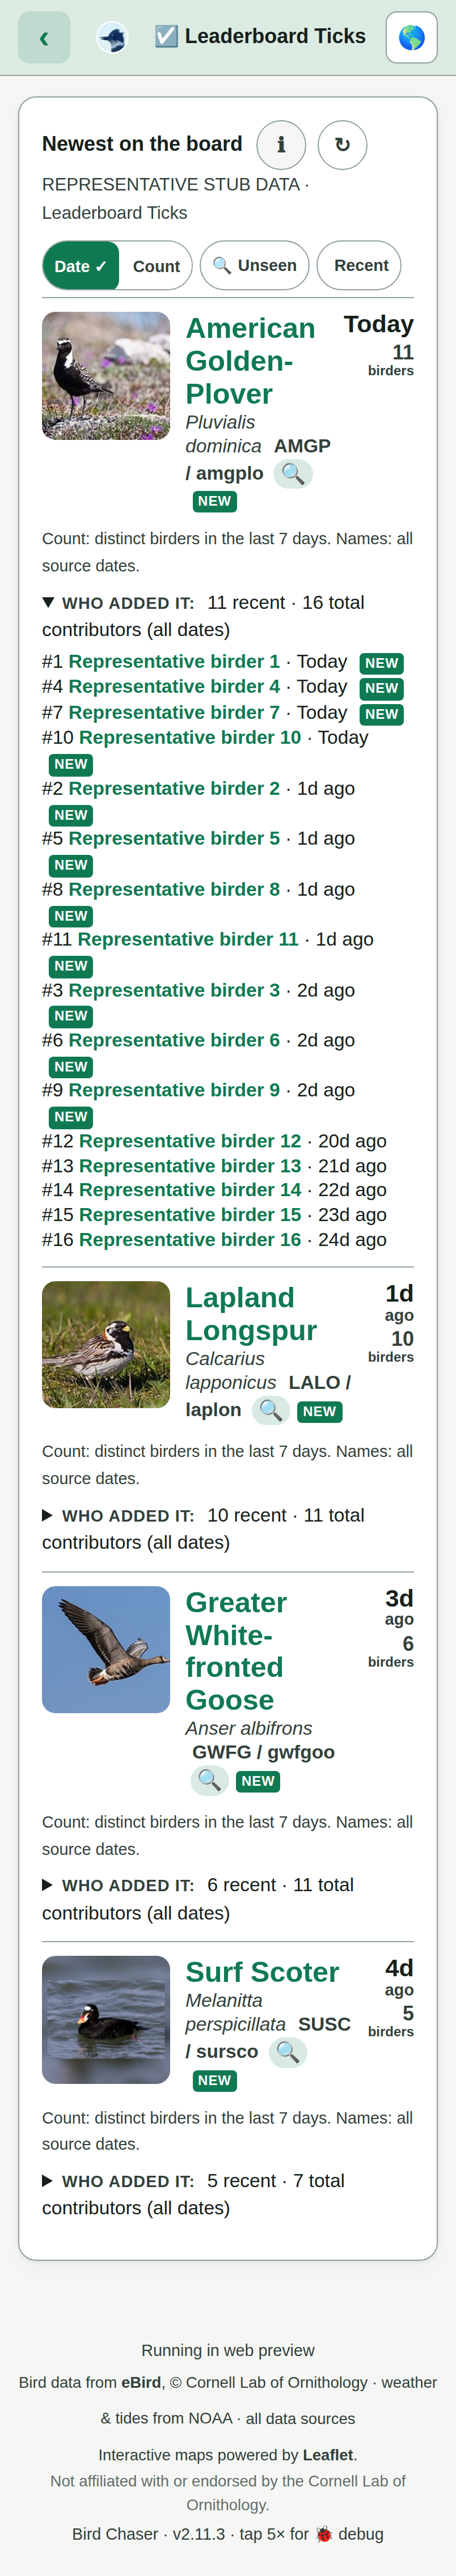 ‹ ☑️ Leaderboard Ticks 🌎
Newest on the board ℹ ↻
REPRESENTATIVE STUB DATA ·
Leaderboard Ticks
Date ✓ Count 🔍 Unseen Recent
American
Golden-
Plover
Pluvialis
dominica AMGP
/ amgplo 🔍
NEW
Today
11
birders
Count: distinct birders in the last 7 days. Names: all
source dates.
▼ WHO ADDED IT: 11 recent · 16 total
contributors (all dates)
#1 Representative birder 1 · Today NEW
#4 Representative birder 4 · Today NEW
#7 Representative birder 7 · Today NEW
#10 Representative birder 10 · Today
NEW
#2 Representative birder 2 · 1d ago
NEW
#5 Representative birder 5 · 1d ago
NEW
#8 Representative birder 8 · 1d ago
NEW
#11 Representative birder 11 · 1d ago
NEW
#3 Representative birder 3 · 2d ago
NEW
#6 Representative birder 6 · 2d ago
NEW
#9 Representative birder 9 · 2d ago
NEW
#12 Representative birder 12 · 20d ago
#13 Representative birder 13 · 21d ago
#14 Representative birder 14 · 22d ago
#15 Representative birder 15 · 23d ago
#16 Representative birder 16 · 24d ago
Lapland
Longspur
Calcarius
lapponicus LALO /
laplon 🔍 NEW
1d
ago
10
birders
Count: distinct birders in the last 7 days. Names: all
source dates.
▶ WHO ADDED IT: 10 recent · 11 total
contributors (all dates)
Greater
White-
fronted
Goose
Anser albifrons
GWFG / gwfgoo
🔍 NEW
3d
ago
6
birders
Count: distinct birders in the last 7 days. Names: all
source dates.
▶ WHO ADDED IT: 6 recent · 11 total
contributors (all dates)
Surf Scoter
Melanitta
perspicillata SUSC
/ sursco 🔍
NEW
4d
ago
5
birders
Count: distinct birders in the last 7 days. Names: all
source dates.
▶ WHO ADDED IT: 5 recent · 7 total
contributors (all dates)
Running in web preview
Bird data from eBird, © Cornell Lab of Ornithology · weather
& tides from NOAA · all data sources
Interactive maps powered by Leaflet.
Not affiliated with or endorsed by the Cornell Lab of
Ornithology.
Bird Chaser · v2.11.3 · tap 5× for 🐞 debug